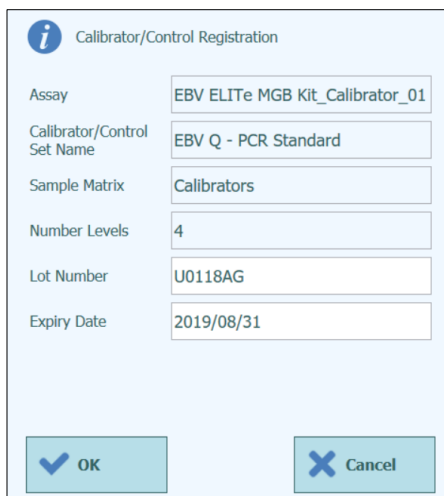 Calibrator/Control Registration
Assay
EBV ELITe MGB Kit_Calibrator_01
Calibrator/Control
Set Name
EBV Q - PCR Standard
Sample Matrix
Calibrators
Number Levels
4
Lot Number
U0118AG
Expiry Date
2019/08/31
OK
Cancel